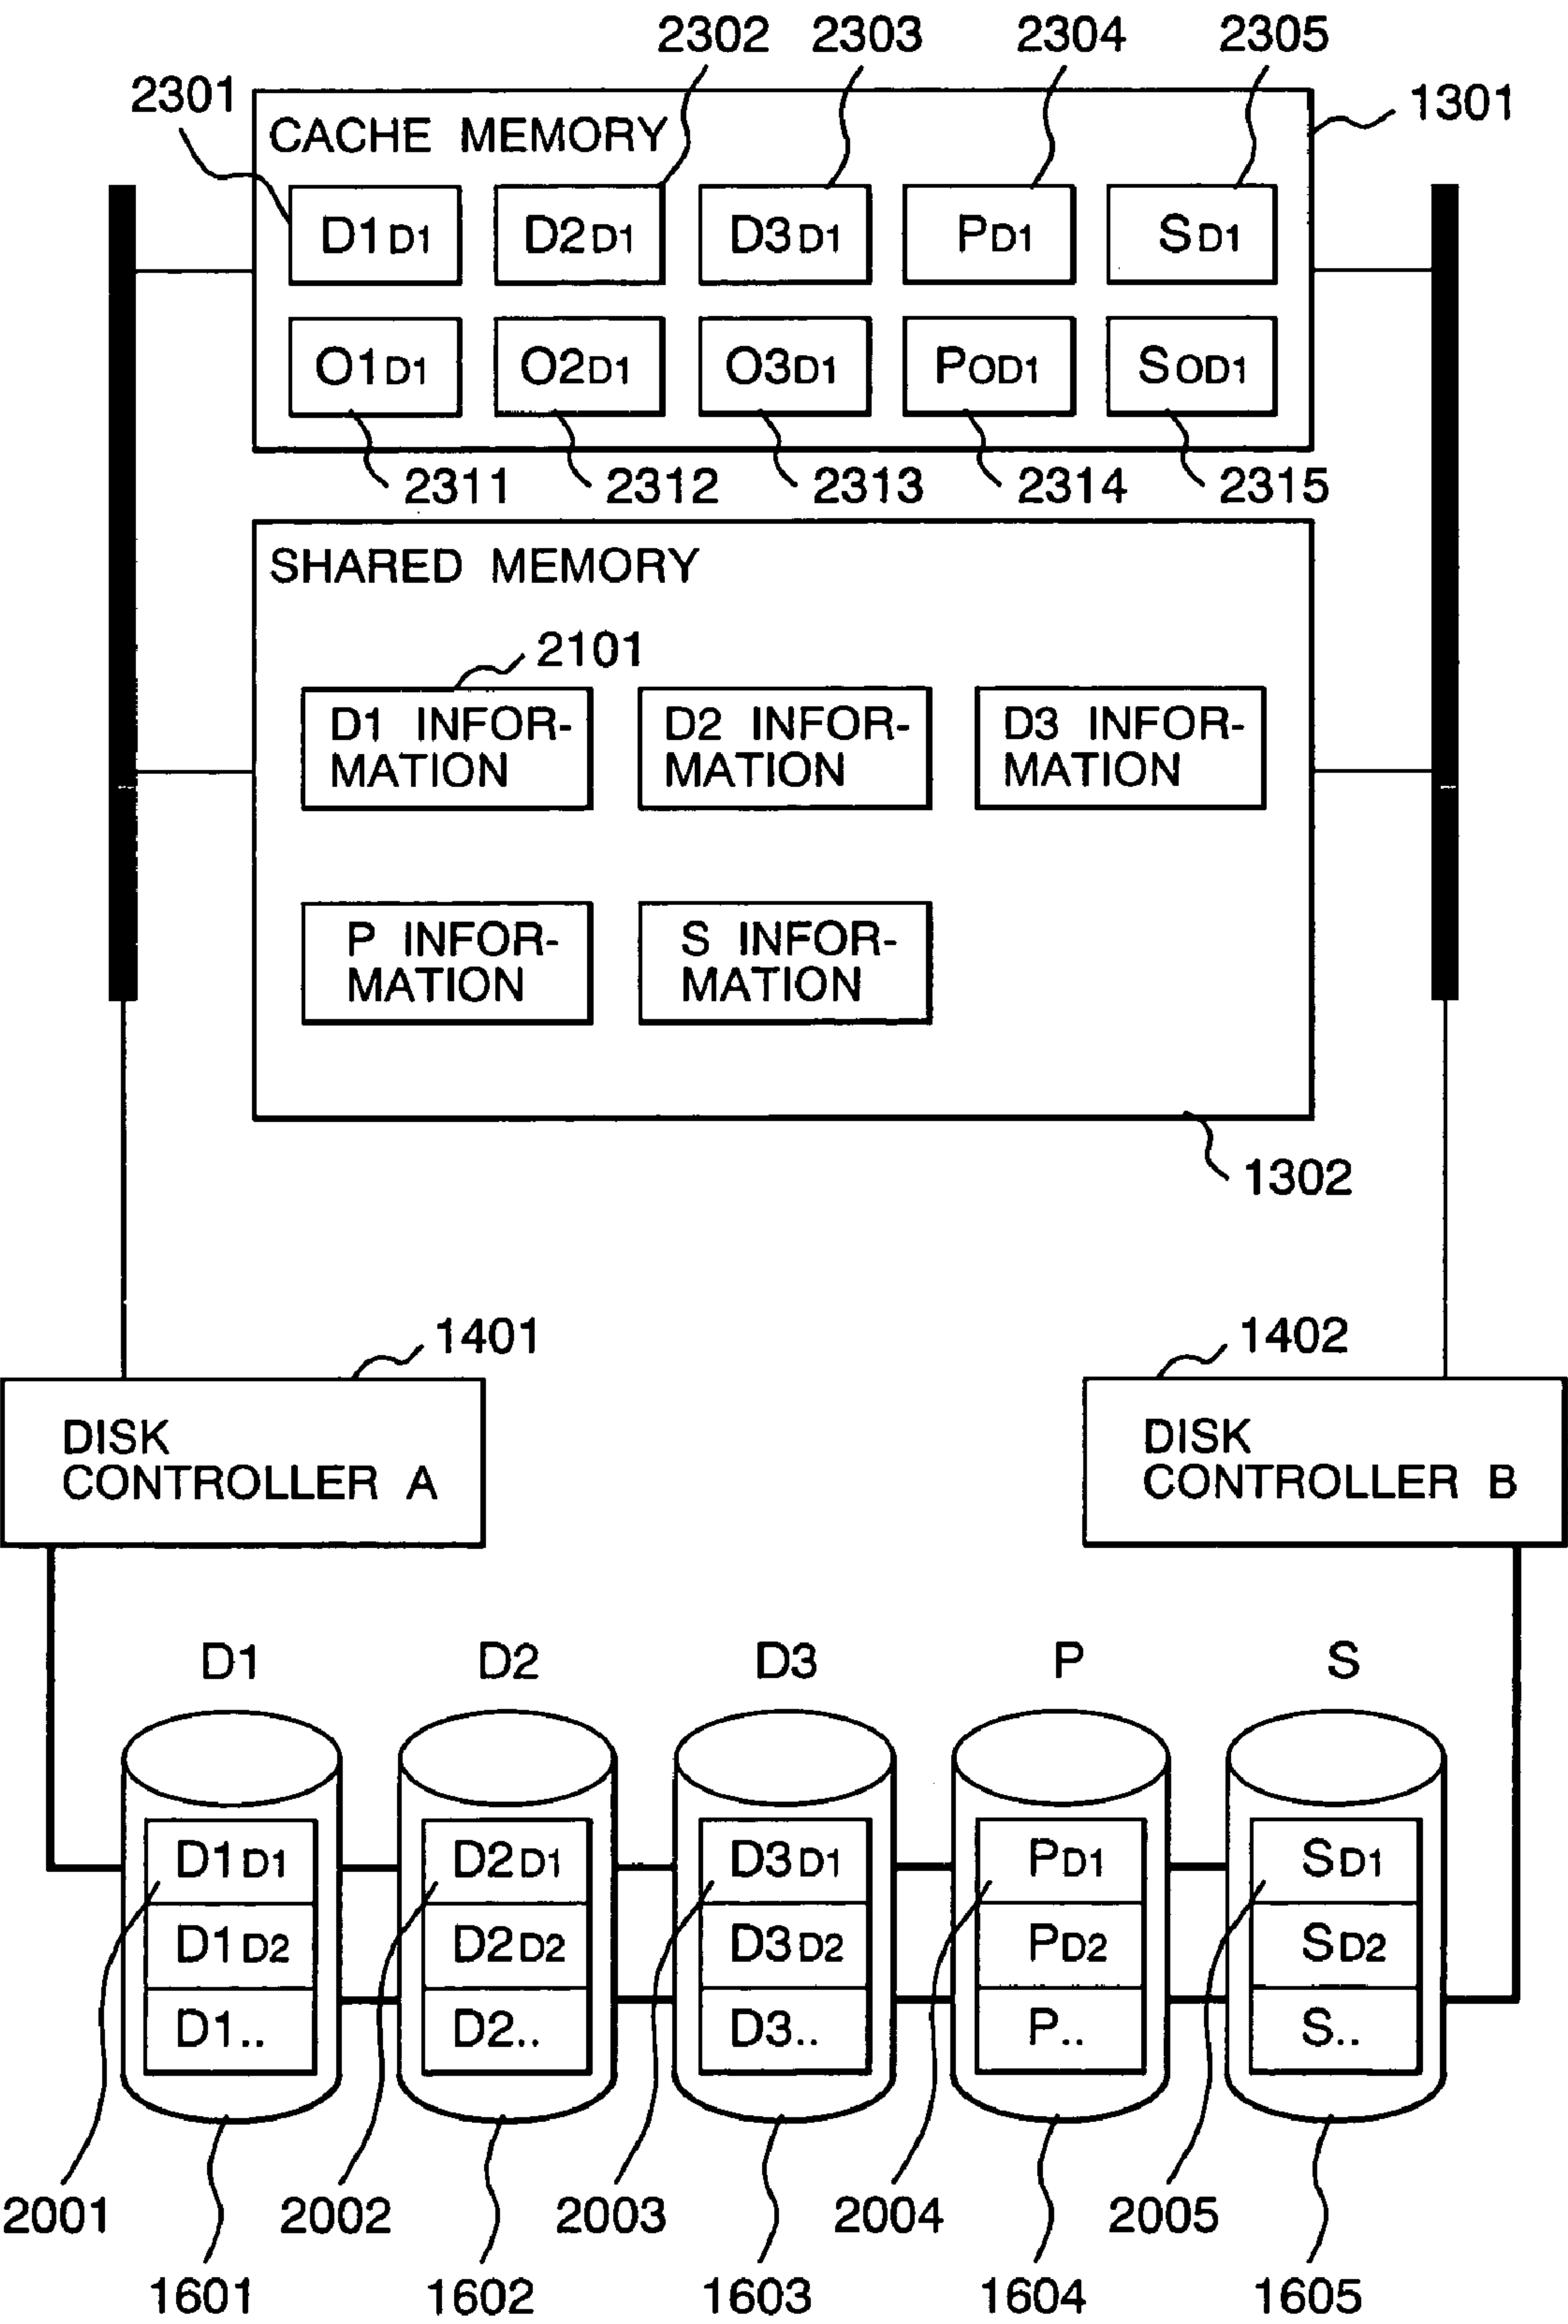 2302 2303 2304 2305
2301 1301
CACHE MEMORY
D1D1 D2D1 D3D1 PD1 SD1
O1D1 O2D1 O3D1 POD1 SOD1
2311 2312 2313 2314 2315
SHARED MEMORY
2101
D1 INFOR- D2 INFOR- D3 INFOR-
MATION MATION MATION
P INFOR- S INFOR-
MATION MATION
1302
1401 1402
DISK DISK
CONTROLLER A CONTROLLER B
D1 D2 D3 P S
D1D1 D2D1 D3D1 PD1 SD1
D1D2 D2D2 D3D2 PD2 SD2
D1.. D2.. D3.. P.. S..
2001 2002 2003 2004 2005
1601 1602 1603 1604 1605